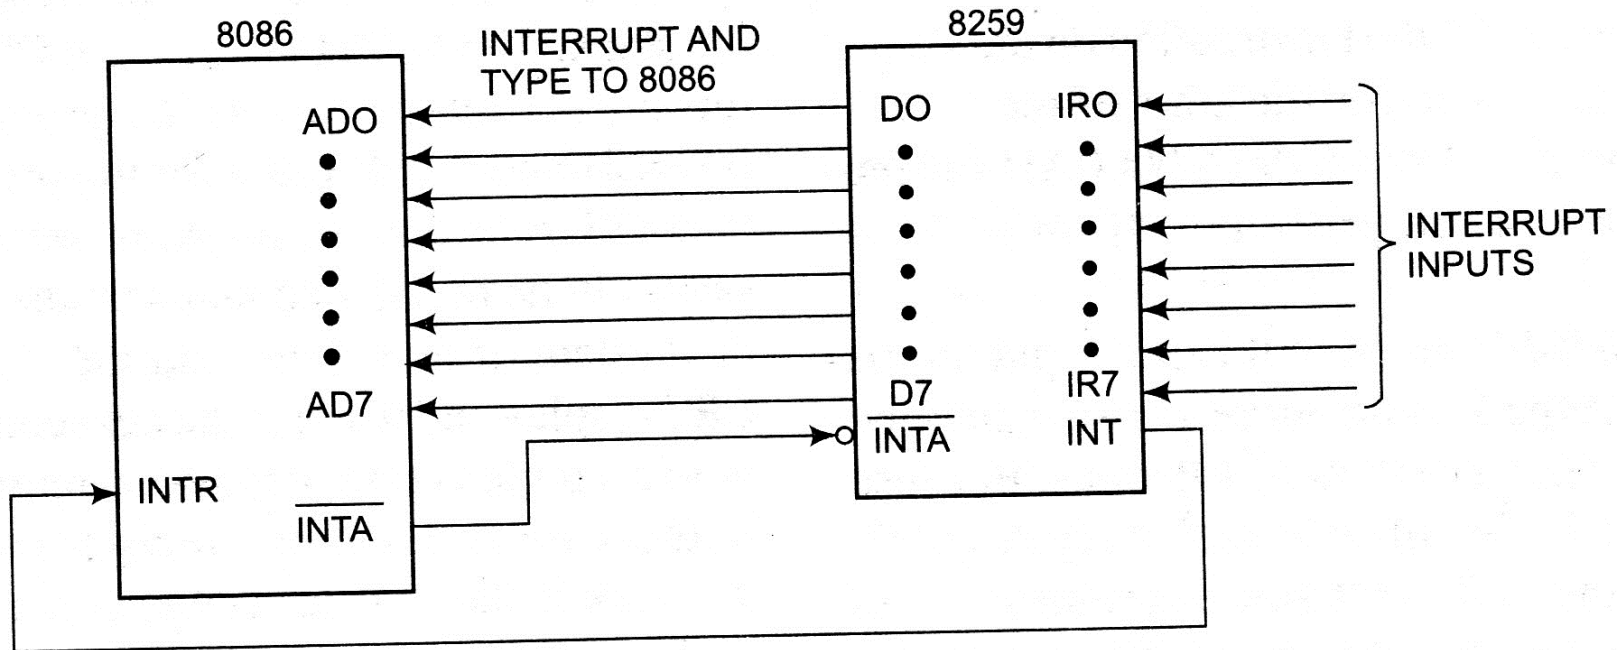 8086
8259
INTERRUPT AND
TYPE TO 8086
ADO
DO
IRO
INTERRUPT
INPUTS
AD7
D7
IR7
INTA
INT
INTR
INTA